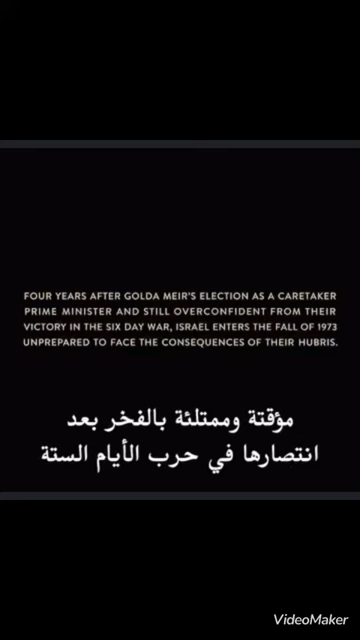 FOUR YEARS AFTER GOLDA MEIR'S ELECTION AS A CARETAKER
PRIME MINISTER AND STILL OVERCONFIDENT FROM THEIR
VICTORY IN THE SIX DAY WAR, ISRAEL ENTERS THE FALL OF 1973
UNPREPARED TO FACE THE CONSEQUENCES OF THEIR HUBRIS.
مؤقتة وممتلئة بالفخر بعد
انتصارها في حرب الأيام الستة
VideoMaker